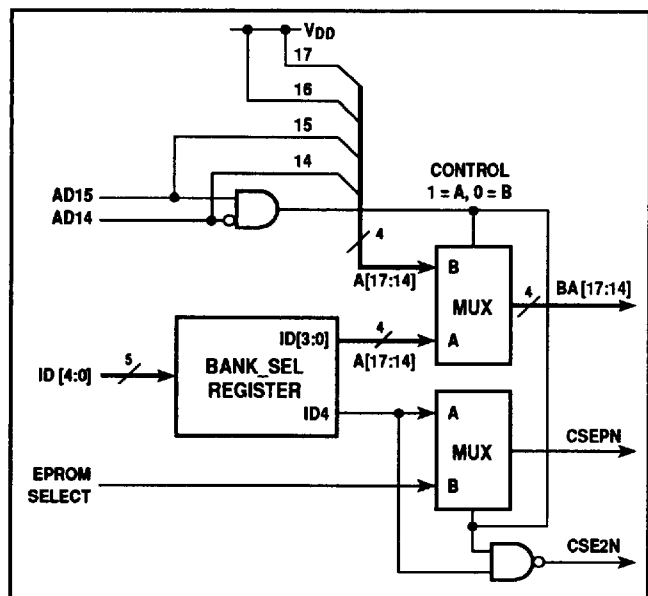 VDD
17
16
15
14
CONTROL
1 = A, 0 = B
AD15
AD14
4
B
A[17:14]
MUX
4
BA [17:14]
ID[3:0]
4
A
A[17:14]
ID [4:0]
5
BANK_SEL
REGISTER
ID4
A
MUX
CSEPN
EPROM
SELECT
B
CSE2N